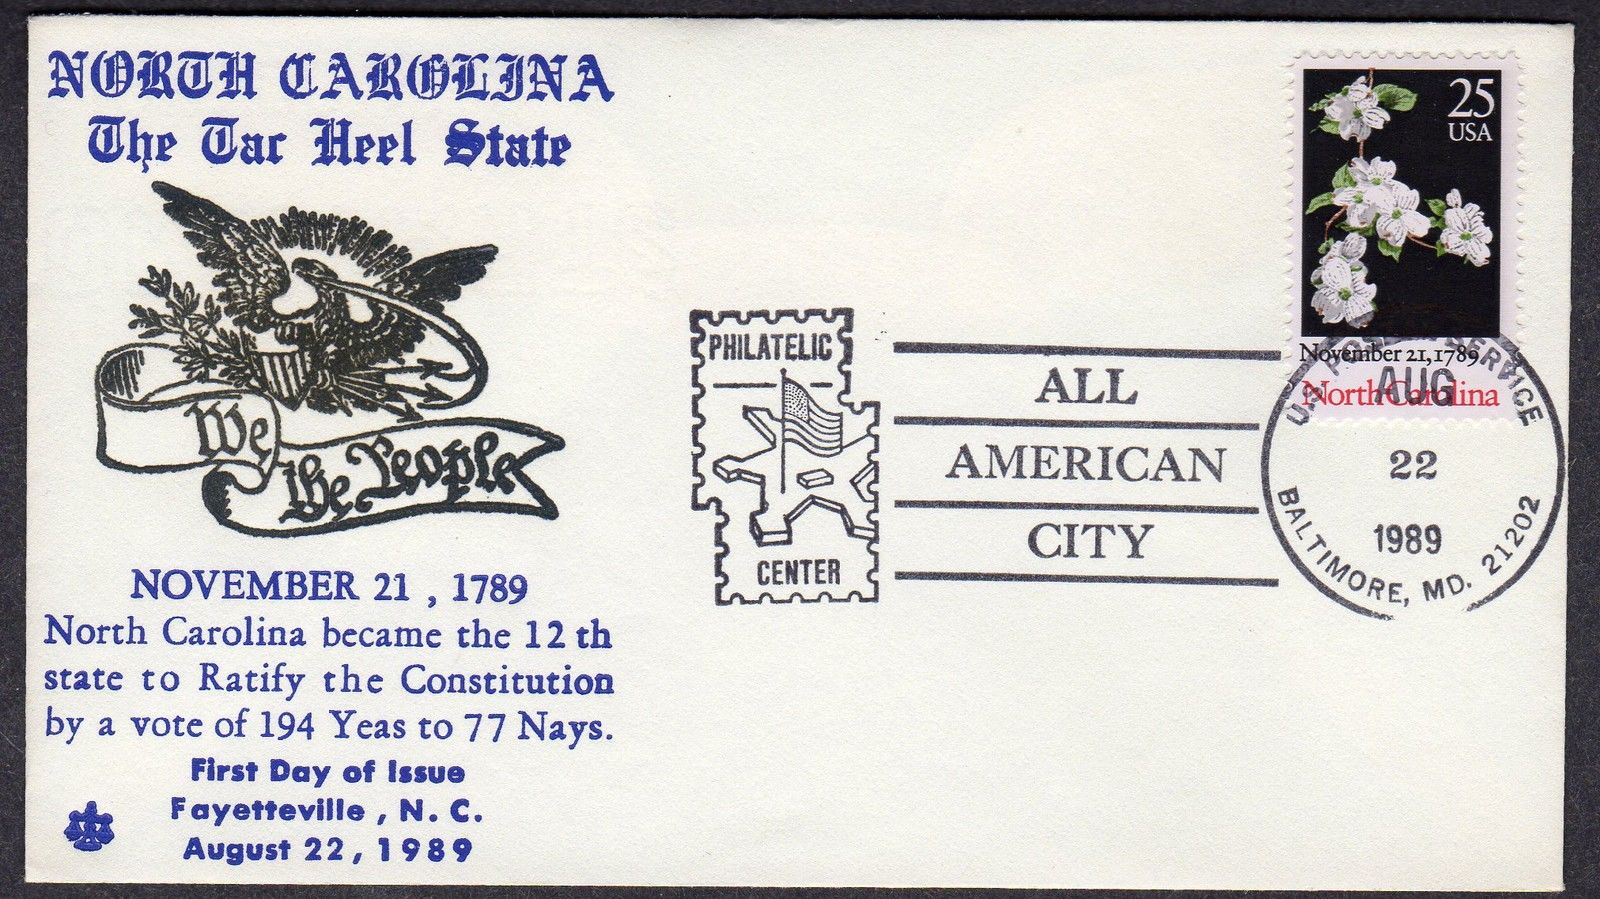 NORTH CAROLINA
The Tar Heel State
We
the People
NOVEMBER 21 , 1789
North Carolina became the 12 th
state to Ratify the Constitution
by a vote of 194 Yeas to 77 Nays.
First Day of Issue
Fayetteville , N. C.
August 22, 1989
PHILATELIC
CENTER
ALL
AMERICAN
CITY
25
USA
November 21, 1789
North Carolina
U.S. POSTAL SERVICE
AUG
22
1989
BALTIMORE, MD. 21202